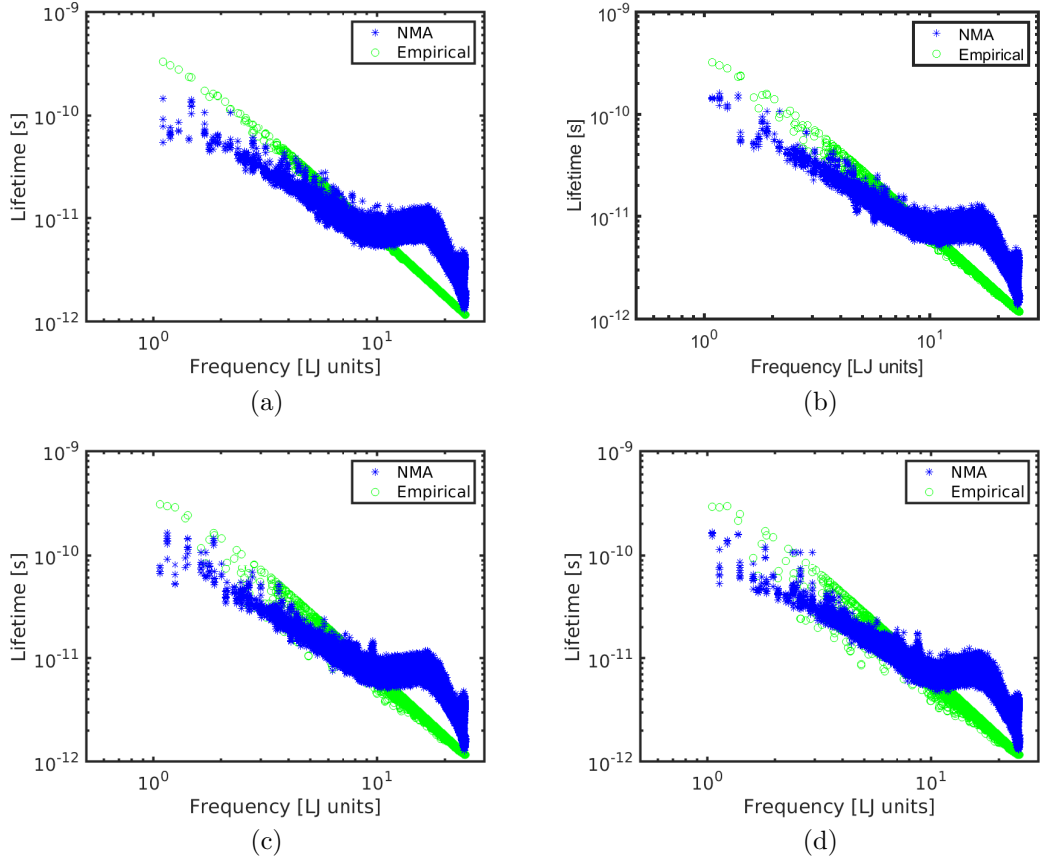 10^-9
NMA
Empirical
10^-10
Lifetime [s]
10^-11
10^-12
10^0
10^1
Frequency [LJ units]
(a)
10^-9
NMA
Empirical
10^-10
Lifetime [s]
10^-11
10^-12
10^0
10^1
Frequency [LJ units]
(b)
10^-9
NMA
Empirical
10^-10
Lifetime [s]
10^-11
10^-12
10^0
10^1
Frequency [LJ units]
(c)
10^-9
NMA
Empirical
10^-10
Lifetime [s]
10^-11
10^-12
10^0
10^1
Frequency [LJ units]
(d)